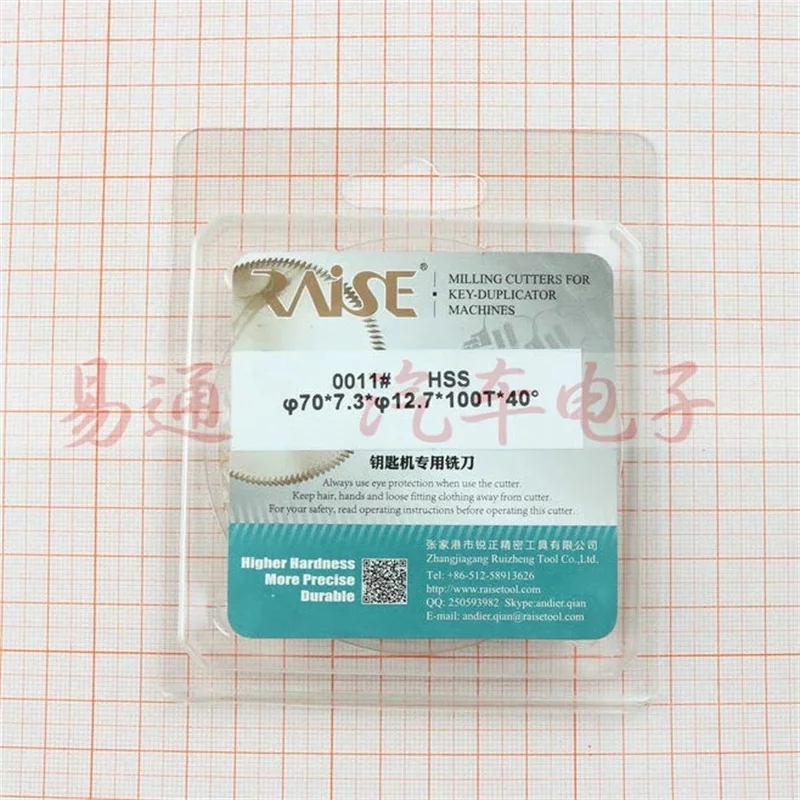 RAiSE®
MILLING CUTTERS FOR
KEY-DUPLICATOR
MACHINES
0011# HSS
φ70*7.3*φ12.7*100T*40°
易通 汽车电子
钥匙机专用铣刀
Always use eye protection when use the cutter.
Keep hair, hands and loose fitting clothing away from cutter.
For your safety, read operating instructions before operating this cutter.
Higher Hardness
More Precise
Durable
张家港市锐正精密工具有限公司
Zhangjiagang Ruizheng Tool Co.,Ltd.
Tel: +86-512-58913626
http://www.raisetool.com
QQ: 250593982 Skype:andier.qian
E-mail: andier.qian@raisetool.com